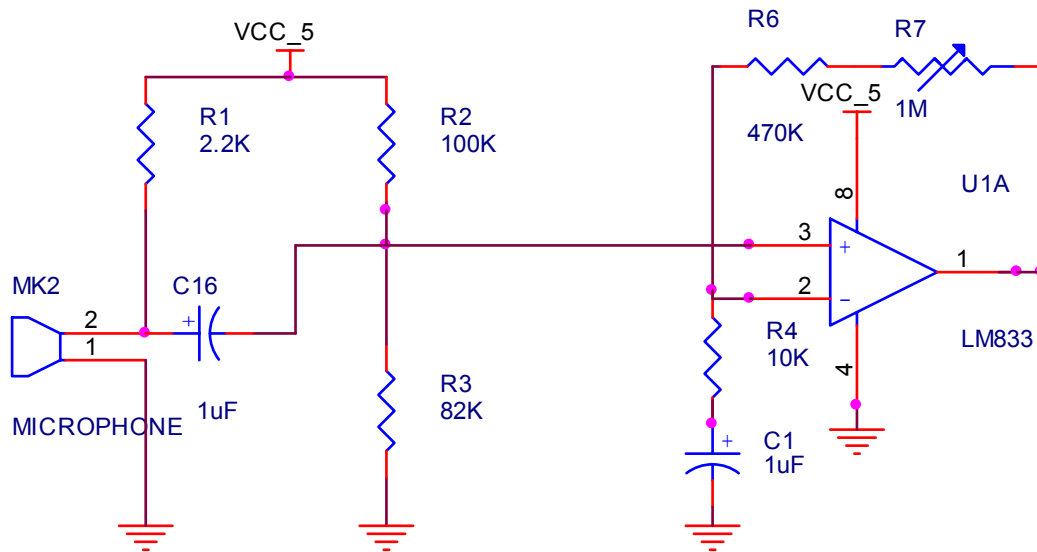 VCC_5
R6
R7
R1
2.2K
R2
100K
VCC_5
1M
470K
U1A
8
3
+
1
2
-
MK2
C16
2
+
1
R4
10K
LM833
4
R3
82K
1uF
MICROPHONE
+
C1
1uF